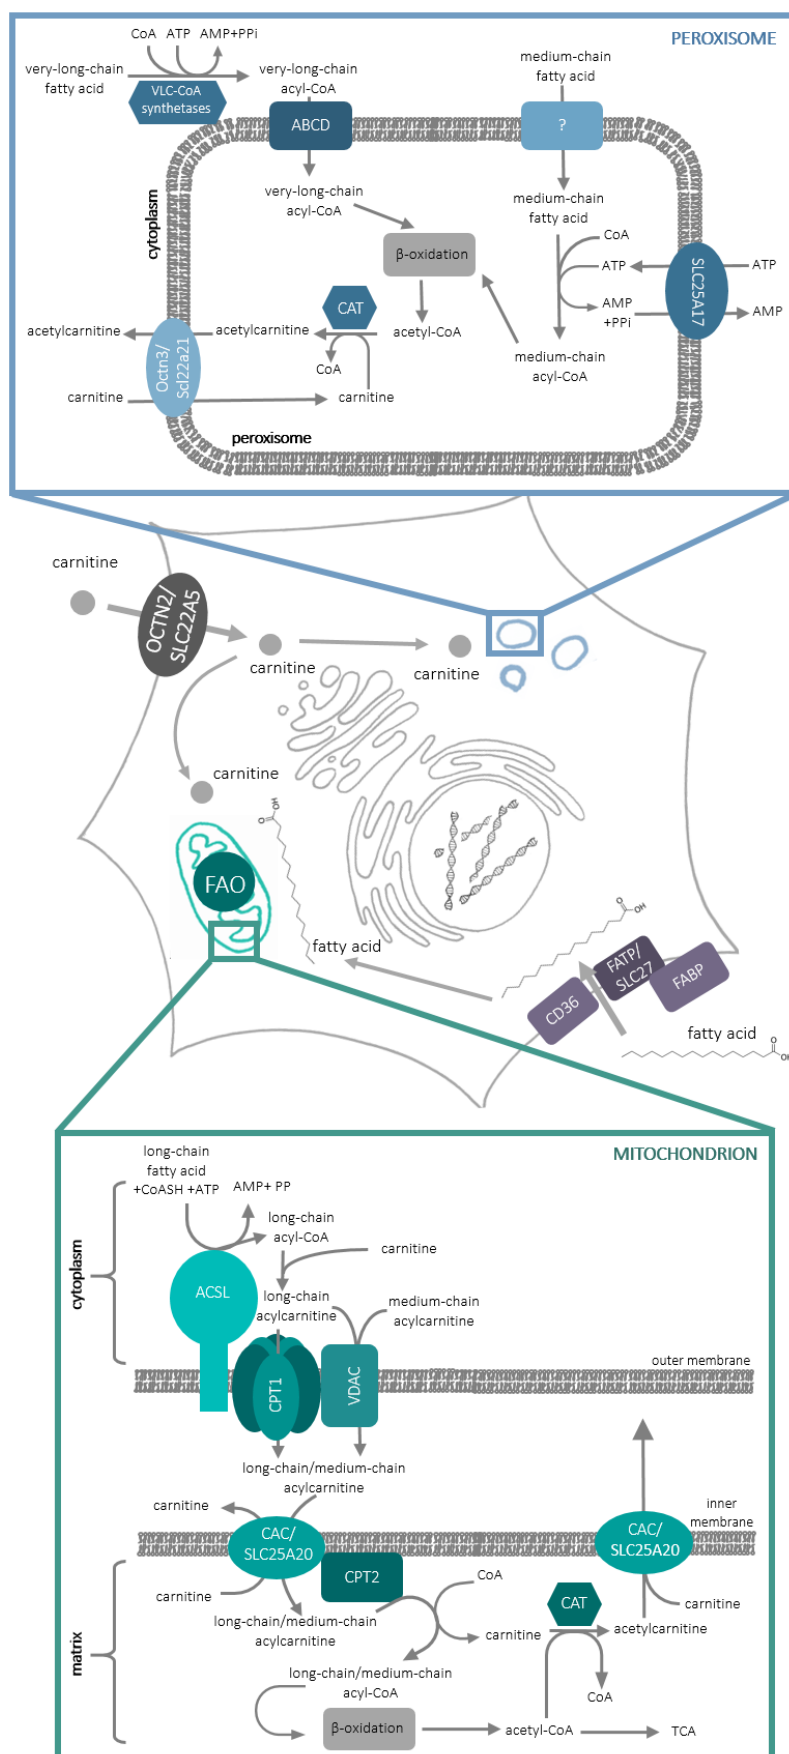 PEROXISOME
CoA ATP AMP+PPi
very-long-chain
fatty acid
VLC-CoA
synthetases
very-long-chain
acyl-CoA
medium-chain
fatty acid
ABCD
?
very-long-chain
acyl-CoA
medium-chain
fatty acid
cytoplasm
β-oxidation
CoA
ATP
ATP
SLC25A17
AMP
+PPi
AMP
CAT
acetylcarnitine
acetylcarnitine
acetyl-CoA
Octn3/
Scl22a21
CoA
medium-chain
acyl-CoA
carnitine
carnitine
peroxisome
carnitine
OCTN2/
SLC22A5
carnitine
carnitine
carnitine
HO
O
FAO
fatty acid
O
OH
CD36
FATP/
SLC27
FABP
fatty acid
O
OH
MITOCHONDRION
long-chain
fatty acid
+CoASH +ATP
AMP+ PP
long-chain
acyl-CoA
carnitine
cytoplasm
ACSL
long-chain
acylcarnitine
medium-chain
acylcarnitine
outer membrane
CPT1
VDAC
long-chain/medium-chain
acylcarnitine
carnitine
inner
membrane
CAC/
SLC25A20
CAC/
SLC25A20
CPT2
CoA
carnitine
CAT
carnitine
long-chain/medium-chain
acylcarnitine
carnitine
acetylcarnitine
matrix
long-chain/medium-chain
acyl-CoA
CoA
β-oxidation
acetyl-CoA
TCA